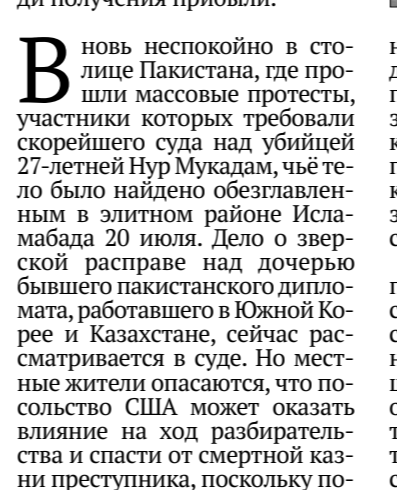 ди получения прибыли.
Вновь неспокойно в сто-
лице Пакистана, где про-
шли массовые протесты,
участники которых требовали
скорейшего суда над убийцей
27-летней Нур Мукадам, чьё те-
ло было найдено обезглавлен-
ным в элитном районе Исла-
мабада 20 июля. Дело о звер-
ской расправе над дочерью
бывшего пакистанского дипло-
мата, работавшего в Южной Ко-
рее и Казахстане, сейчас рас-
сматривается в суде. Но мест-
ные жители опасаются, что по-
сольство США может оказать
влияние на ход разбиратель-
ства и спасти от смертной каз-
ни преступника, поскольку по-